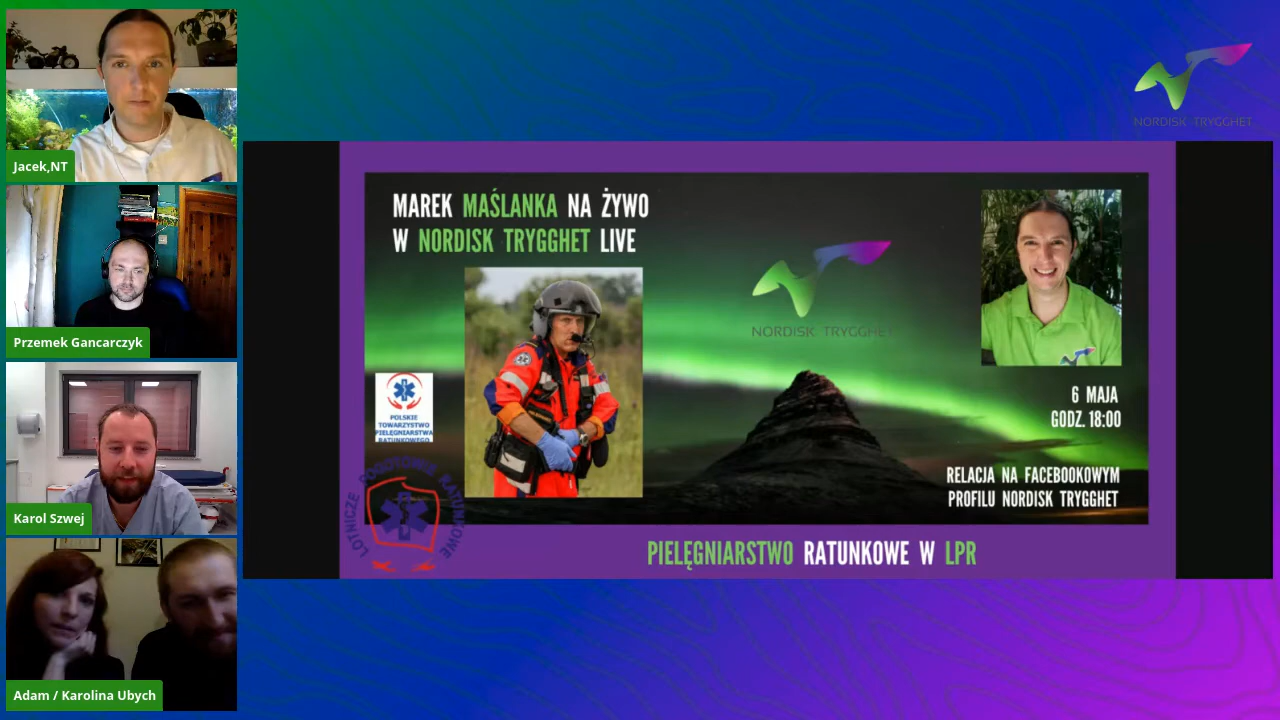 Jacek,NT
Przemek Gancarczyk
Karol Szwej
Adam / Karolina Ubych
NORDISK TRYGGHET
MAREK MAŚLANKA NA ŻYWO
W NORDISK TRYGGHET LIVE
NORDISK TRYGGHET
POLSKIE
TOWARZYSTWO
PIELĘGNIARSTWA
RATUNKOWEGO
LOTNICZE POGOTOWIE RATUNKOWE
6 MAJA
GODZ. 18:00
RELACJA NA FACEBOOKOWYM
PROFILU NORDISK TRYGGHET
PIELĘGNIARSTWO RATUNKOWE W LPR